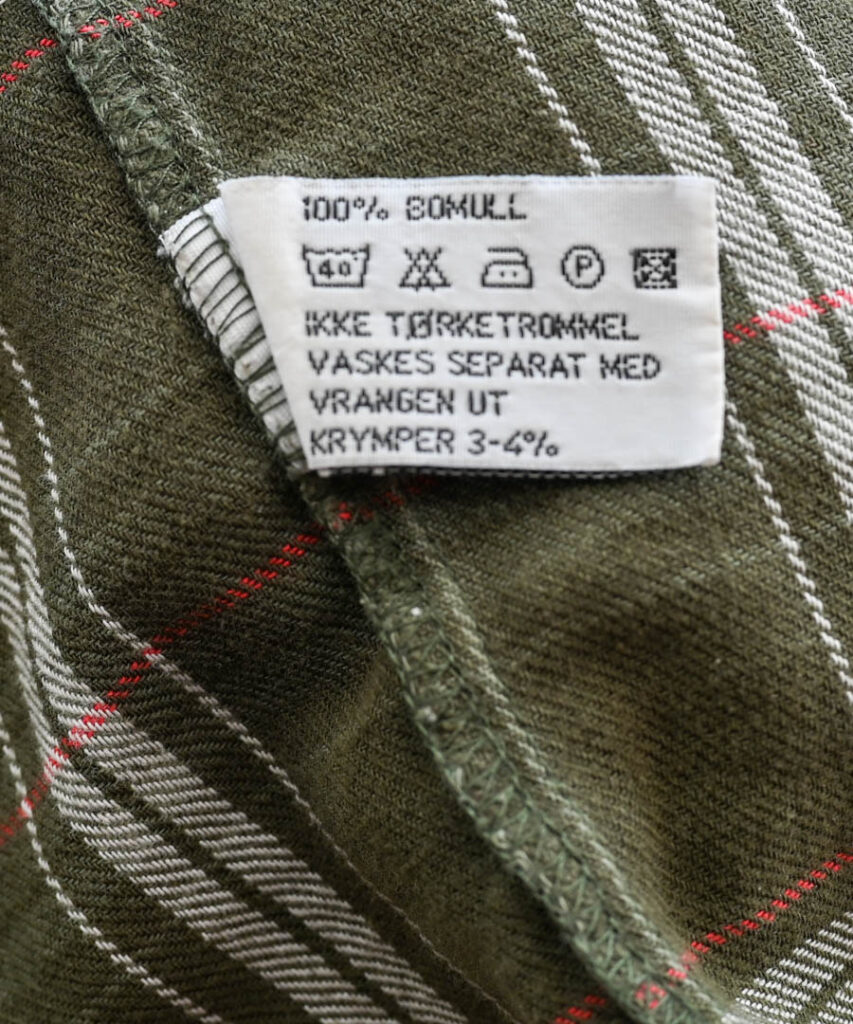 100% BOMULL
40 P
IKKE TØRKETROMMEL
VASKES SEPARAT MED
VRANGEN UT
KRYMPER 3-4%